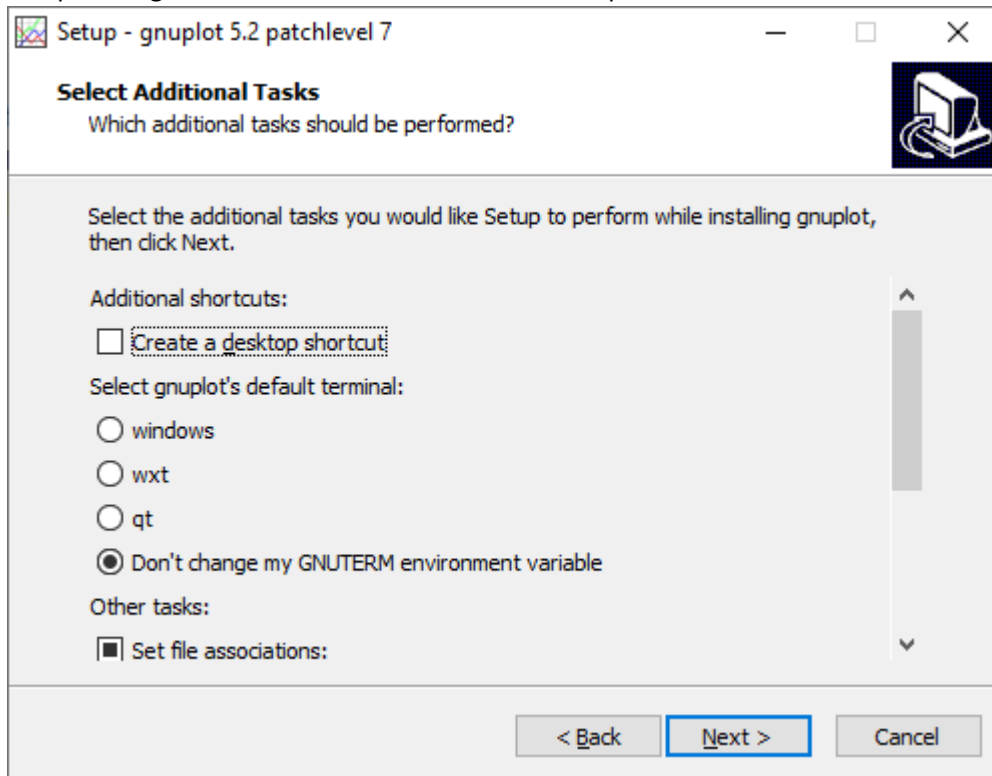 Setup - gnuplot 5.2 patchlevel 7
Select Additional Tasks
Which additional tasks should be performed?
Select the additional tasks you would like Setup to perform while installing gnuplot,
then click Next.
Additional shortcuts:
Create a desktop shortcut
Select gnuplot's default terminal:
windows
wxt
qt
Don't change my GNUTERM environment variable
Other tasks:
Set file associations:
< Back Next > Cancel